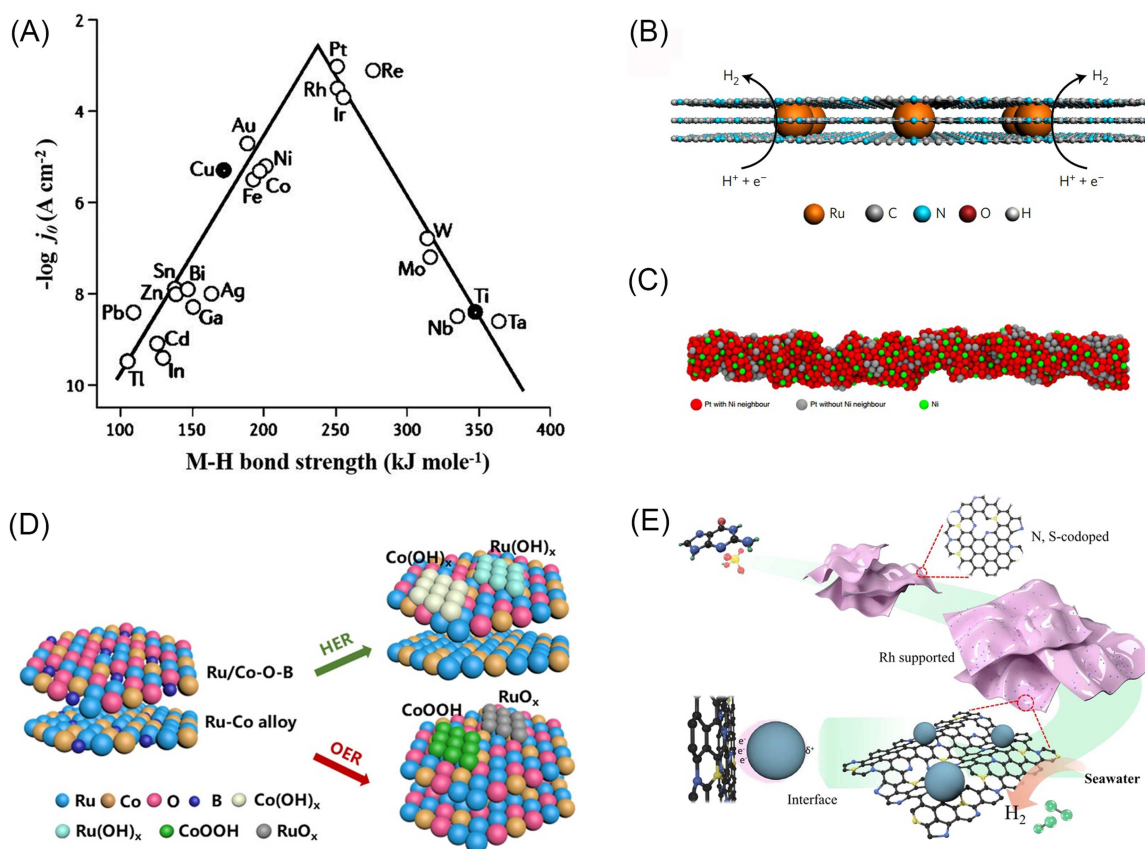 (A)
2
4
6
8
10
-log j₀ (A cm⁻²)
Pt
Re
Rh
Ir
Au
Cu
Ni
Fe
Co
W
Mo
Sn
Bi
Zn
Ag
Pb
Ga
Ti
Nb
Ta
Cd
Tl
In
100 150 200 250 300 350 400
M-H bond strength (kJ mole⁻¹)
(B)
H₂
H₂
H⁺ + e⁻
H⁺ + e⁻
Ru C N O H
(C)
Pt with Ni neighbour Pt without Ni neighbour Ni
(D)
Co(OH)ₓ
Ru(OH)ₓ
HER
Ru/Co-O-B
Ru-Co alloy
OER
CoOOH
RuOₓ
Ru Co O B Co(OH)ₓ
Ru(OH)ₓ CoOOH RuOₓ
(E)
N, S-codoped
Rh supported
e⁻
e⁻
e⁻
δ⁺
Interface
Seawater
H₂